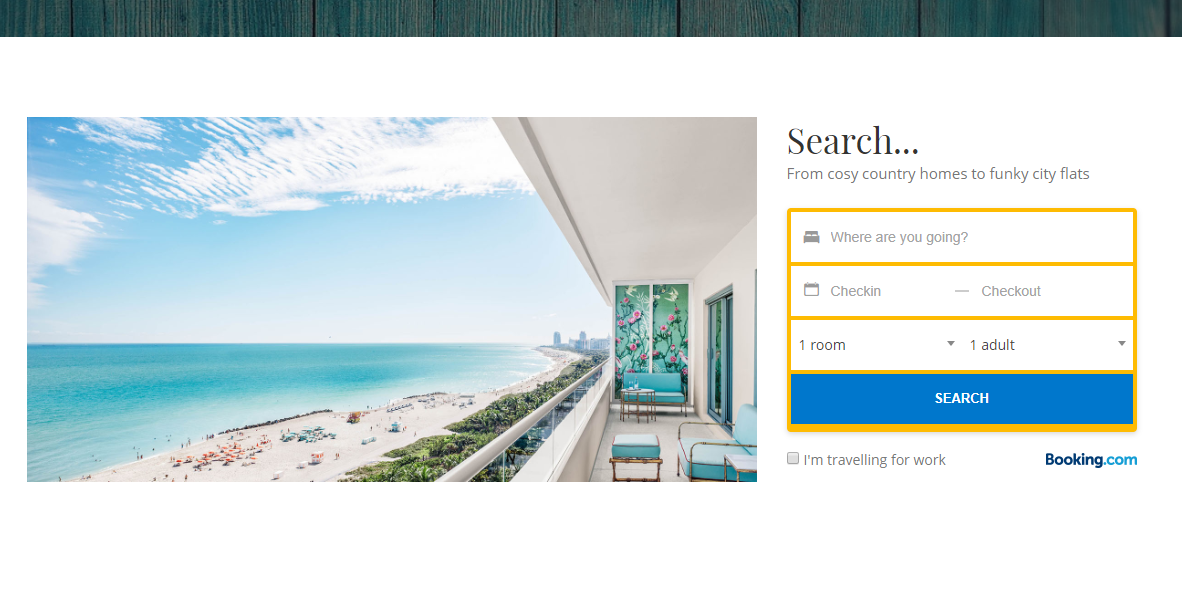 Search...
From cosy country homes to funky city flats
Where are you going?
Checkin — Checkout
1 room 1 adult
SEARCH
I'm travelling for work Booking.com